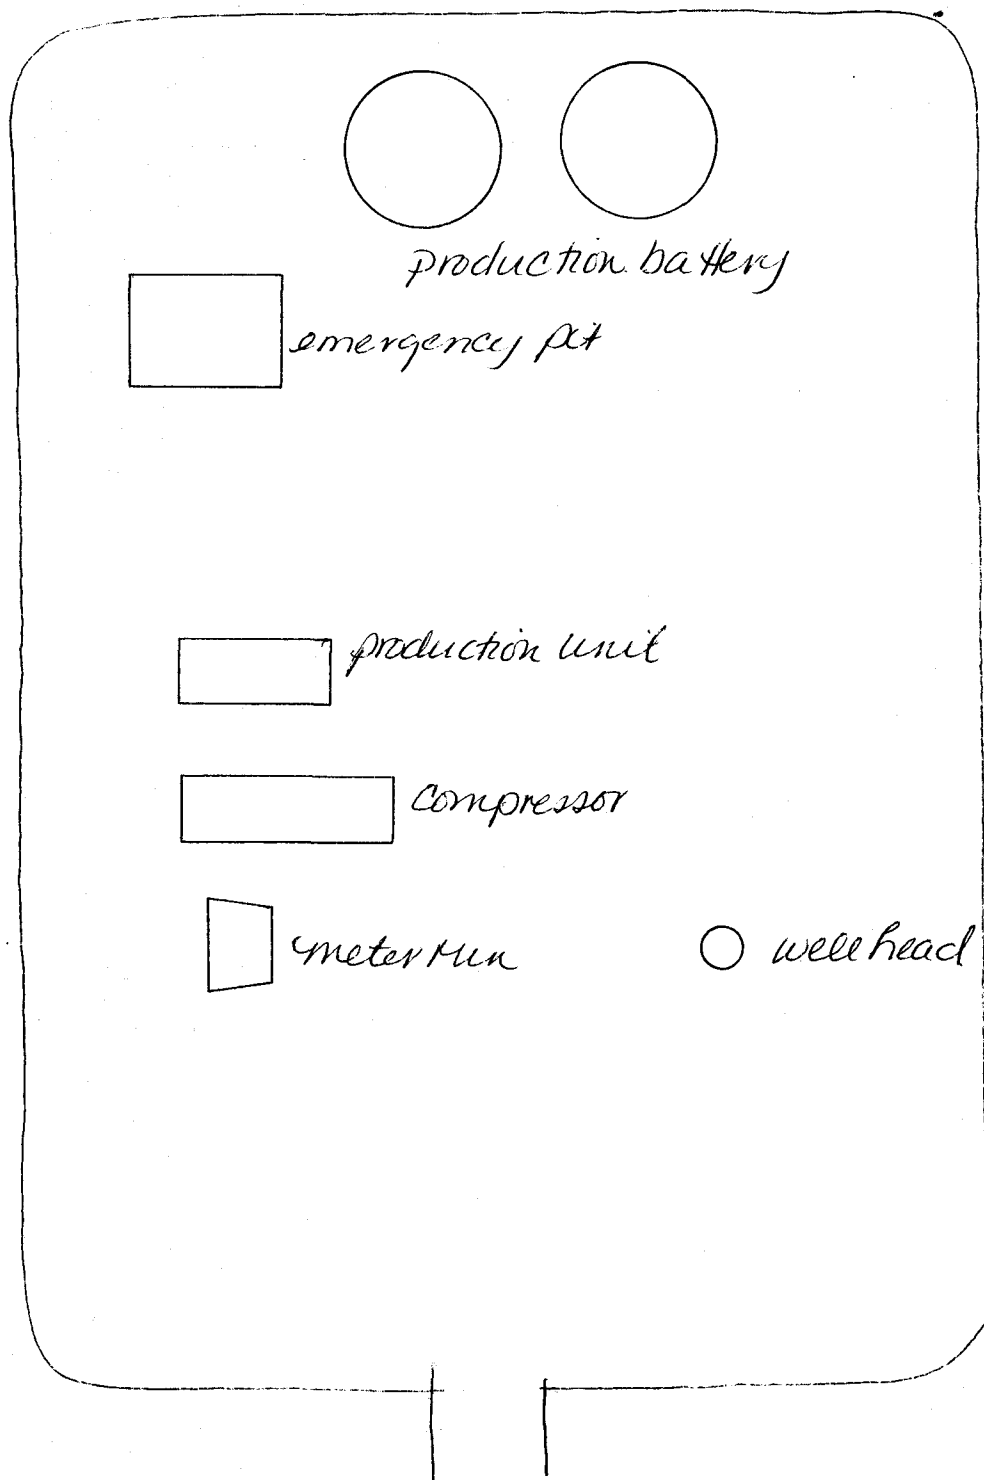 production battery
emergency pit
production unit
compressor
meter run
well head